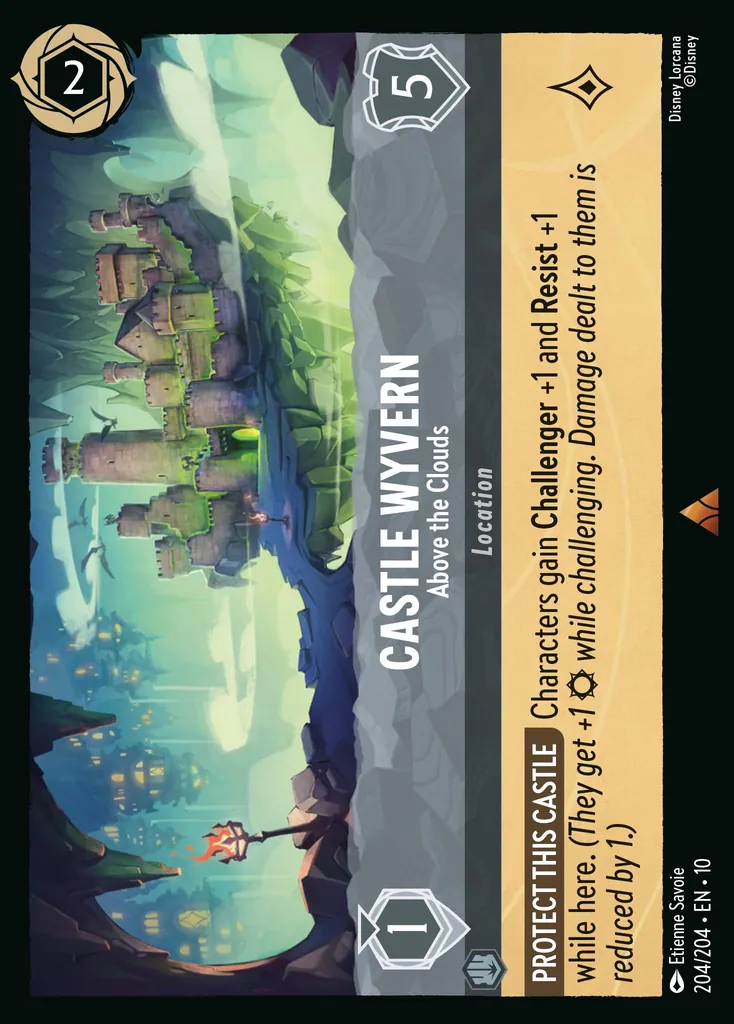 2
1
CASTLE WYVERN
5
Above the Clouds
Location
PROTECT THIS CASTLE Characters gain Challenger +1 and Resist +1
while here. (They get +1 while challenging. Damage dealt to them is
reduced by 1.)
Etienne Savoie
204/204 • EN • 10
Disney Lorcana
©Disney